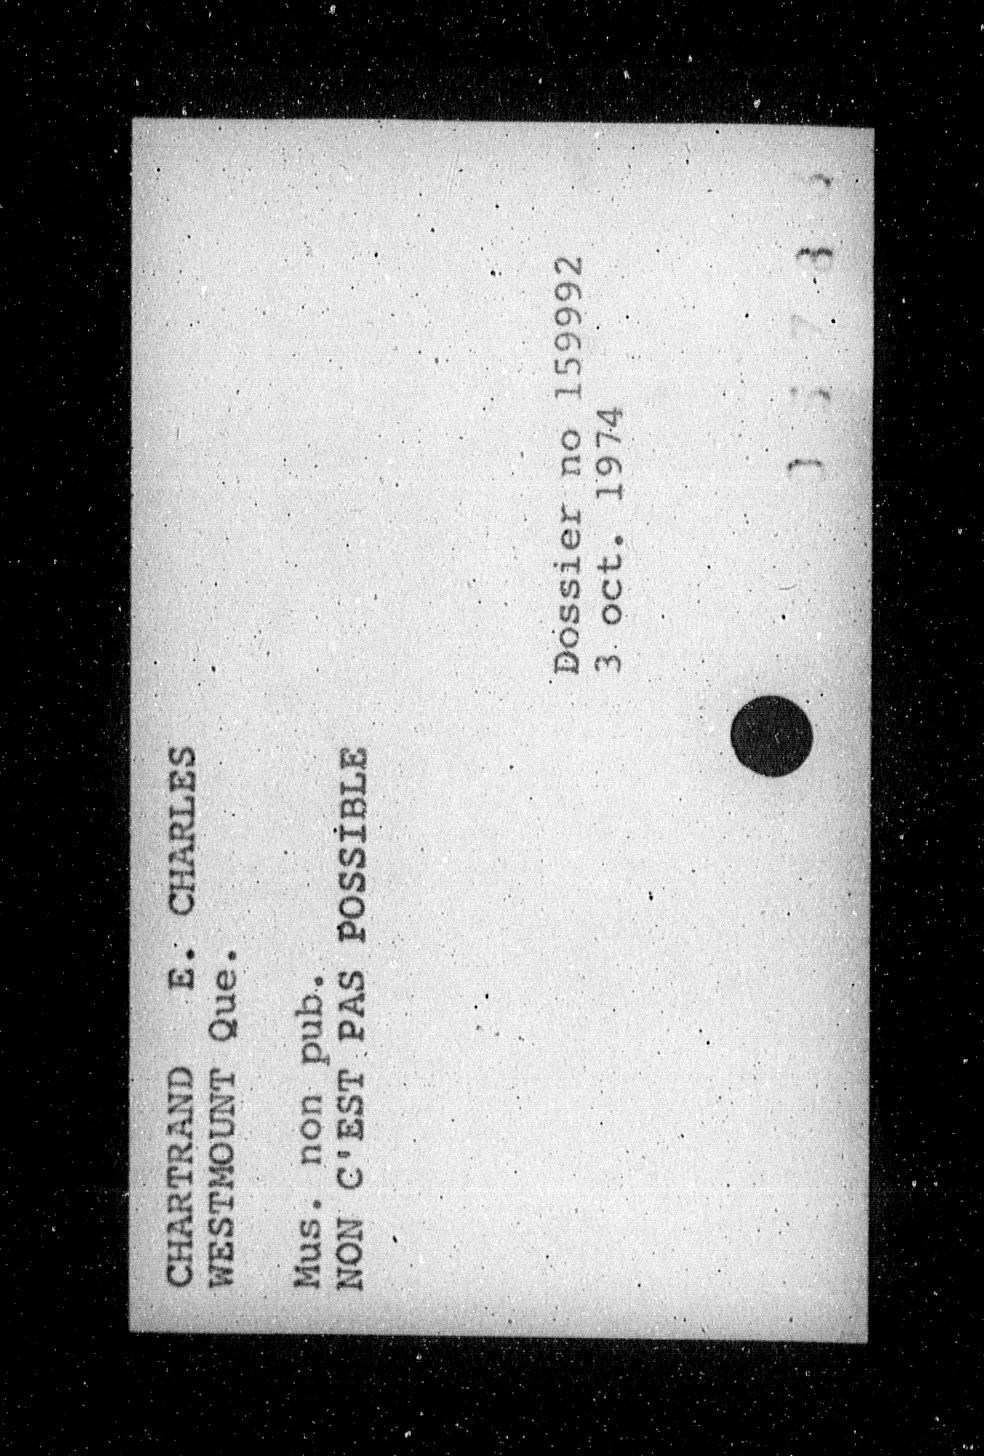 CHARTRAND E. CHARLES
WESTMOUNT Que.
Mus. non pub.
NON C'EST PAS POSSIBLE
Dossier no 159992
3 oct. 1974